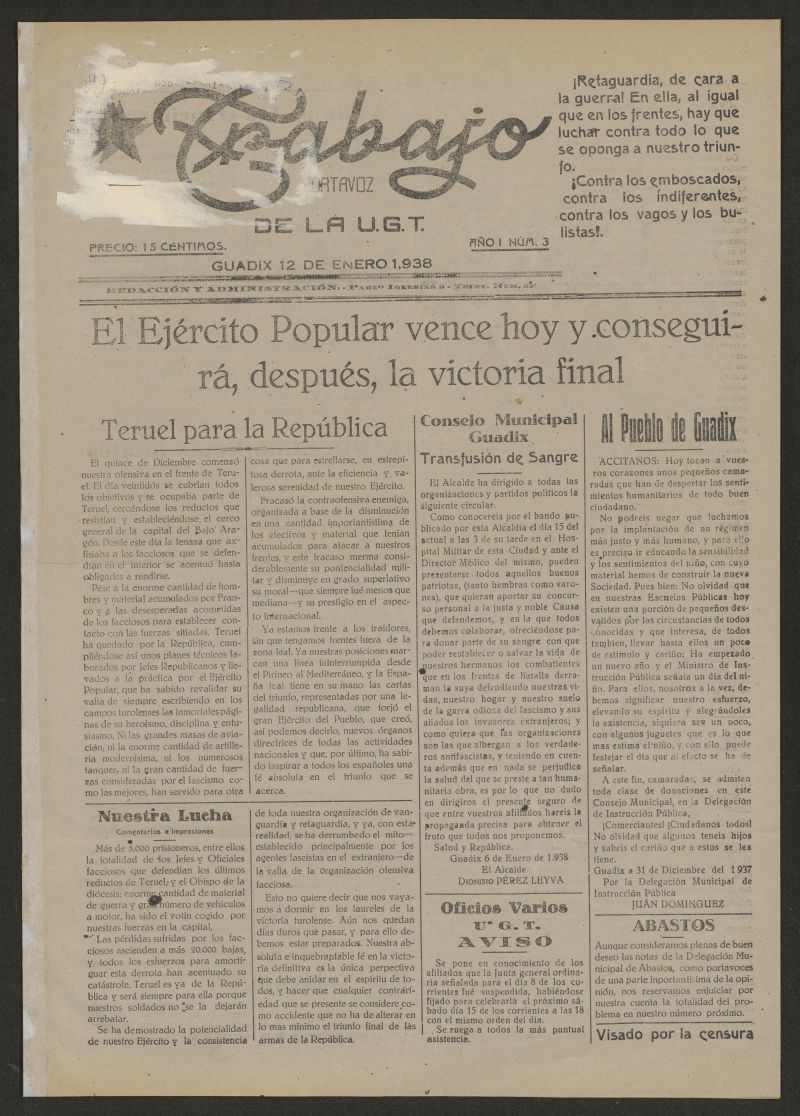 Trabajo
PORTAVOZ
DE LA U.G.T.
PRECIO: 15 CENTIMOS.
AÑO I NÚM. 3
GUADIX 12 DE ENERO 1.938
¡Retaguardia, de cara a
la guerra! En ella, al igual
que en los frentes, hay que
luchar contra todo lo que
se oponga a nuestro triun-
fo.
¡Contra los emboscados,
contra los indiferentes,
contra los vagos y los bu-
listas!.
REDACCIÓN Y ADMINISTRACIÓN: - PABLO IGLESIAS 9 - TELEF. NUM.
El Ejército Popular vence hoy y conseguí-
rá, después, la victoria final
Teruel para la República
El quince de Diciembre comensó
nuestra ofensiva en el frente de Teru-
el. El día veintidós se cubrían todos
los objetivos y se ocupaba parte de
Teruel, cercándose los reductos que
resistían y estableciéndose el cerco
general de la capital del Bajo Ara-
gón. Desde este día la tenaza que ax-
fisiaba a los facciosos que se defen-
dían en el interior se acentuó hasta
obligarles a rendirse.
Pese a la enorme cantidad de hom-
bres y material acumulados por Fran-
co y a las desesperadas acometidas
de los facciosos para establecer con-
tacto con las fuerzas sitiadas, Teruel
ha quedado por la República, cum-
pliéndose así unos planes técnicos la-
borados por Jefes Republicanos y lle-
vados a la práctica por el Ejército
Popular, que ha sabido revalidar su
valía de siempre escribiendo en los
campos turolenses las inmortales pági-
nas de su heroísmo, disciplina y entu-
siasmo. Ni las grandes masas de avia-
ción, ni la enorme cantidad de artille-
ría modernísima, ni los numerosos
tanques, ni la gran cantidad de fuer-
zas consideradas por el fascismo co-
mo las mejores, han servido para otra
cosa que para estrellarse, en estrepi-
tosa derrota, ante la eficiencia y va-
lerosa serenidad de nuestro Ejército.
Fracasó la contraofensiva enemiga,
organizada a base de la disminución
en una cantidad importantísima de
los efectivos y material que tenían
acumulados para atacar a nuestros
frentes, y este fracaso merma consi-
derablemente su pontencialidad mili-
tar y disminuye en grado superlativo
su moral—que siempre fué menos que
mediana—y su prestigio en el aspec-
to internacional.
Ya estamos frente a los traidores,
sin que tengamos frentes fuera de la
zona leal. Ya nuestras posiciones mar-
can una línea ininterrumpida desde
el Pirineo al Mediterráneo, y la Espa-
ña leal tiene en su mano las cartas
del triunfo, representadas por una le-
galidad republicana, que forjó el
gran Ejército del Pueblo, que creó,
así podemos decirlo, nuevos órganos
directrices de todas las actividades
nacionales y que, por último, ha sabi-
do inspirar a todos los españoles una
fé absoluta en el triunfo que se
acerca.
Nuestra Lucha
Comentarios e impresiones
Más de 3.000 prisioneros, entre ellos
la totalidad de los Jefes y Oficiales
facciosos que defendían los últimos
reductos de Teruel; y el Obispo de la
diócesis; enorme cantidad de material
de guerra y gran número de vehículos
a motor, ha sido el votín cogido por
nuestras fuerzas en la capital,
Las pérdidas sufridas por los fac-
ciosos ascienden a más 20.000 bajas,
y todos los esfuerzos para amorti-
guar esta derrota han acentuado su
catástrofe. Teruel es ya de la Repú-
blica y será siempre para ella porque
nuestros soldados no se la dejarán
arrebatar.
Se ha demostrado la potencialidad
de nuestro Ejército y la consistencia
de toda nuestra organización de van-
guardia y retaguardia, y ya, con esta
realidad, se ha derrumbado el mito—
establecido principalmente por los
agentes fascistas en el extranjero—de
la valía de la organización ofensiva
facciosa.
Esto no quiere decir que nos vaya-
mos a dormir en los laureles de la
victoria turolense. Aún nos quedan
días duros que pasar, y para ello de-
bemos estar preparados. Nuestra ab-
soluta e inquebrantable fé en la victo-
ria definitiva es la única perpectiva
que debe anidar en el espíritu de to-
dos, y hacer que cualquier contrari-
edad que se presente se considere co-
mo accidente que no ha de alterar en
lo mas mínimo el triunfo final de las
armas de la República.
Consejo Municipal
Guadix
Transfusión de Sangre
El Alcalde ha dirigido a todas las
organizaciones y partidos políticos la
siguiente circular.
Como conocereis por el bando pu-
blicado por esta Alcaldía el día 15 del
actual a las 3 de su tarde en el Hos-
pital Militar de esta Ciudad y ante el
Director Médico del mismo, pueden
presentarse todos aquellos buenos
patriotas, (tanto hembras como varo-
nes), que quieran aportar su concur-
so personal a la justa y noble Causa
que defendemos, y en la que todos
debemos colaborar, ofreciéndose pa-
ra donar parte de su sangre con que
poder restablecer o salvar la vida de
nuestros hermanos los combatientes
que en los frentes de Batalla derra-
man la suya defendiendo nuestras vi-
das, nuestro hogar y nuestro suelo
de la garra odiosa del fascismo y sus
aliados los invasores extranjeros; y
como quiera que las organizaciones
son las que albergan a los verdade-
ros antifascistas, y teniendo en cuen-
ta además que en nada se perjudica
la salud del que se preste a tan huma-
nitaria obra, es por lo que no dudo
en dirigiros el presente seguro de
que entre vuestros afiliados hareis la
propaganda precisa para obtener el
fruto que todos nos proponemos.
Salud y República.
Guadix 6 de Enero de 1.938
El Alcalde
DIONISIO PÉREZ LEYVA
Oficios Varios
U. G. T.
AVISO
Se pone en conocimiento de los
afiliados que la Junta general ordina-
ria señalada para el día 8 de los co-
rrientes fué suspendida, habiéndose
fijado para celebrarla el próximo sá-
bado día 15 de los corrientes a las 18
con el mismo orden del día.
Se ruega a todos la más puntual
asistencia.
Al Pueblo de Guadix
ACCITANOS: Hoy tocan a vues-
ros corazones unos pequeños cama-
radas que han de despertar los senti-
mientos humanitarios de todo buen
ciudadano.
No podreis negar que luchamos
por la implantación de un régimen
más justo y más humano, y para ello
es preciso ir educando la sensibilidad
y los sentimientos del niño, con cuyo
material hemos de construir la nueva
Sociedad. Pues bien: No olvidad que
en nuestras Escuelas Públicas hoy
existen una porción de pequeños des-
validos por las circunstancias de todos
conocidas y que interesa, de todos
tambien, llevar hasta ellos un poco
de estímulo y cariño: Ha empezado
un nuevo año y el Ministro de Ins-
trucción Pública señala un día del ni-
ño. Para ellos, nosotros a la vez, de-
bemos significar nuestro esfuerzo,
elevando su espíritu y alegrándoles
la existencia, siquiera sea un poco,
con algunos juguetes que es lo que
mas estima el niño, y con ello puede
festejar el día que al efecto se ha de
señalar.
A este fin, camaradas, se admiten
toda clase de donaciones en este
Consejo Municipal, en la Delegación
de Instrucción Pública,
¡Comerciantes! ¡Ciudadanos todos!
No olvidad que algunos teneis hijos
y sabeis el cariño que a estos se les
tiene.
Guadix a 31 de Diciembre del 1937
Por la Delegación Municipal de
Instrucción Pública
JUÁN DOMINGUEZ
ABASTOS
Aunque consideramos plenas de buen
deseo las notas de la Delegación Mu-
nicipal de Abastos, como portavoces
de una parte importantísima de la opi-
nión, nos reservamos enjuiciar por
nuestra cuenta la totalidad del pro-
blema en nuestro número próximo.
Visado por la censura